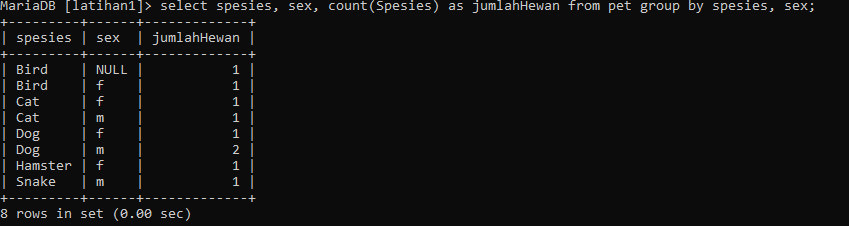 MariaDB [latihan1]> select spesies, sex, count(Spesies) as jumlahHewan from pet group by spesies, sex;
+---------+------+-------------+
| spesies | sex  | jumlahHewan |
+---------+------+-------------+
| Bird    | NULL |           1 |
| Bird    | f    |           1 |
| Cat     | f    |           1 |
| Cat     | m    |           1 |
| Dog     | f    |           1 |
| Dog     | m    |           2 |
| Hamster | f    |           1 |
| Snake   | m    |           1 |
+---------+------+-------------+
8 rows in set (0.00 sec)